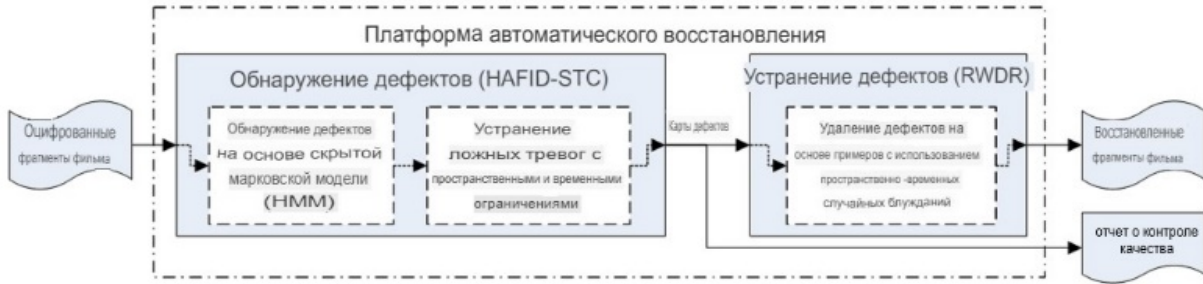 Платформа автоматического восстановления
Обнаружение дефектов (HAFID-STC)
Устранение дефектов (RWDR)
Оцифрованные
фрагменты фильма
Обнаружение дефектов
на основе скрытой
марковской модели
(HMM)
Устранение
ложных тревог с
пространственными и временными
ограничениями
Карты дефектов
Удаление дефектов на
основе примеров с использованием
пространственно -временных
случайных блужданий
Восстановленные
фрагменты фильма
отчет о контроле
качества